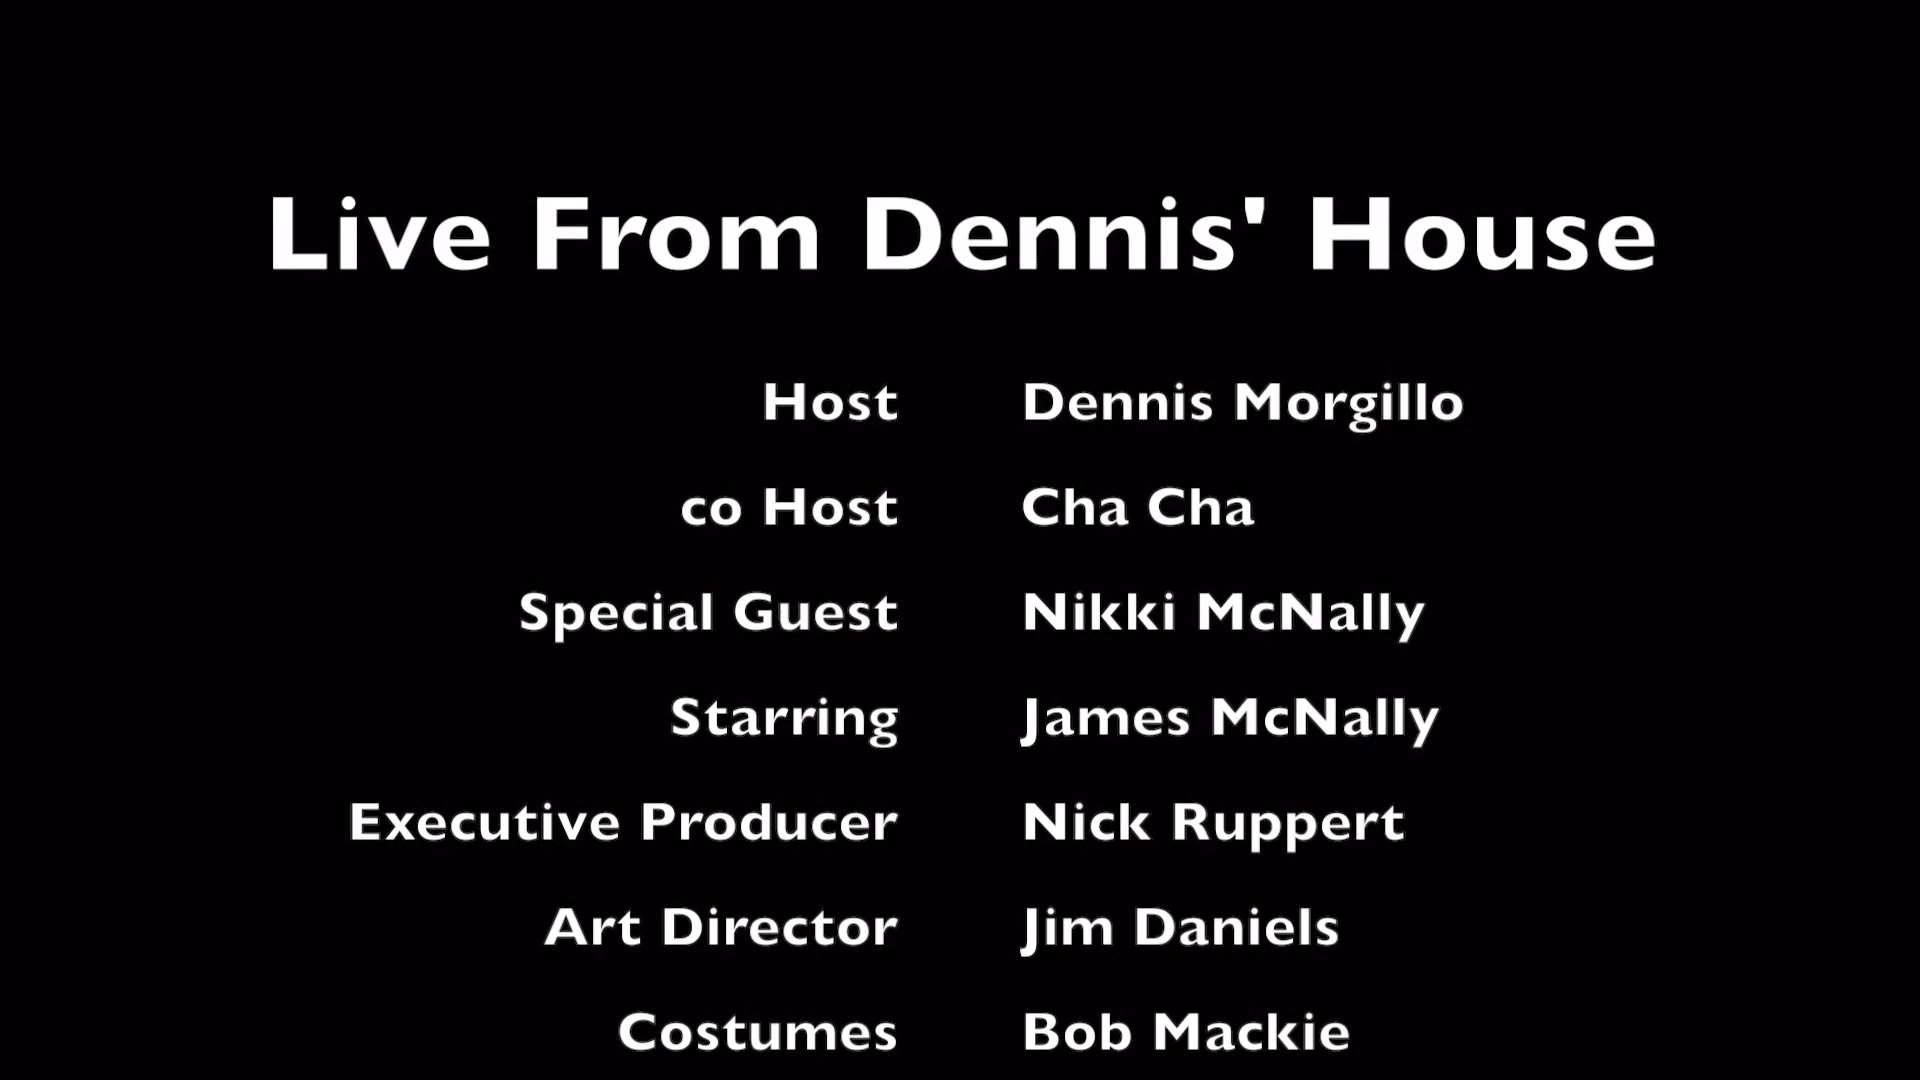 Live From Dennis' House
Host Dennis Morgillo
co Host Cha Cha
Special Guest Nikki McNally
Starring James McNally
Executive Producer Nick Ruppert
Art Director Jim Daniels
Costumes Bob Mackie